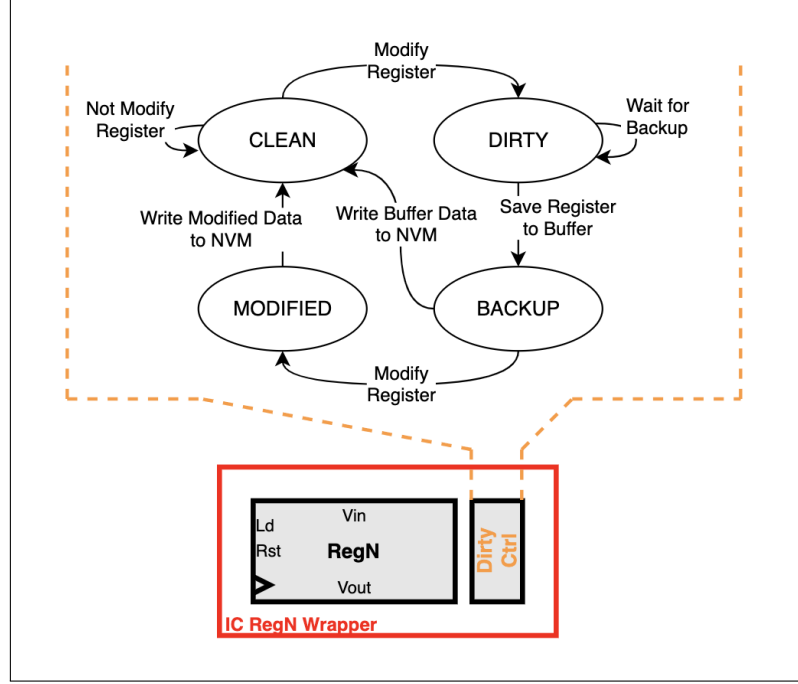 Modify
Register
Not Modify
Register
CLEAN
DIRTY
Wait for
Backup
Write Modified Data
to NVM
Write Buffer Data
to NVM
Save Register
to Buffer
MODIFIED
BACKUP
Modify
Register
Ld
Vin
Rst
RegN
Vout
Dirty
Ctrl
IC RegN Wrapper